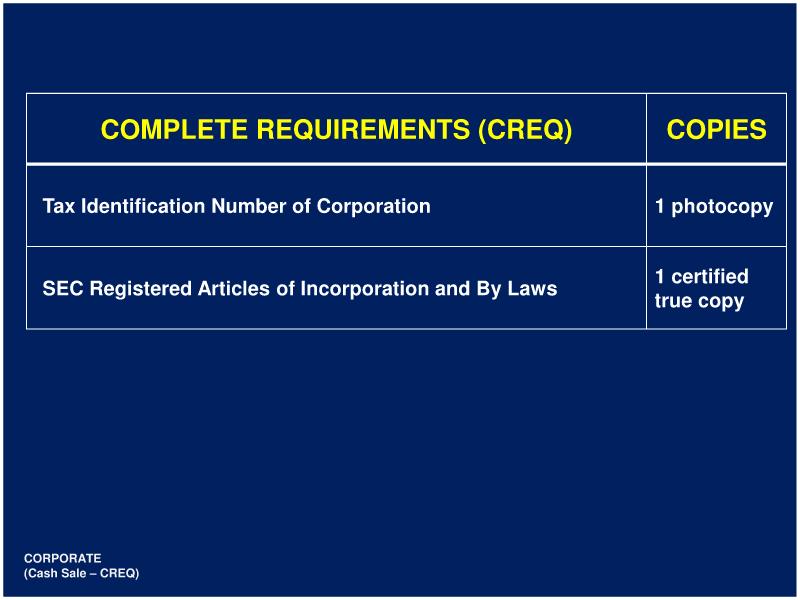 COMPLETE REQUIREMENTS (CREQ)
COPIES
Tax Identification Number of Corporation
1 photocopy
SEC Registered Articles of Incorporation and By Laws
1 certified
true copy
CORPORATE
(Cash Sale – CREQ)